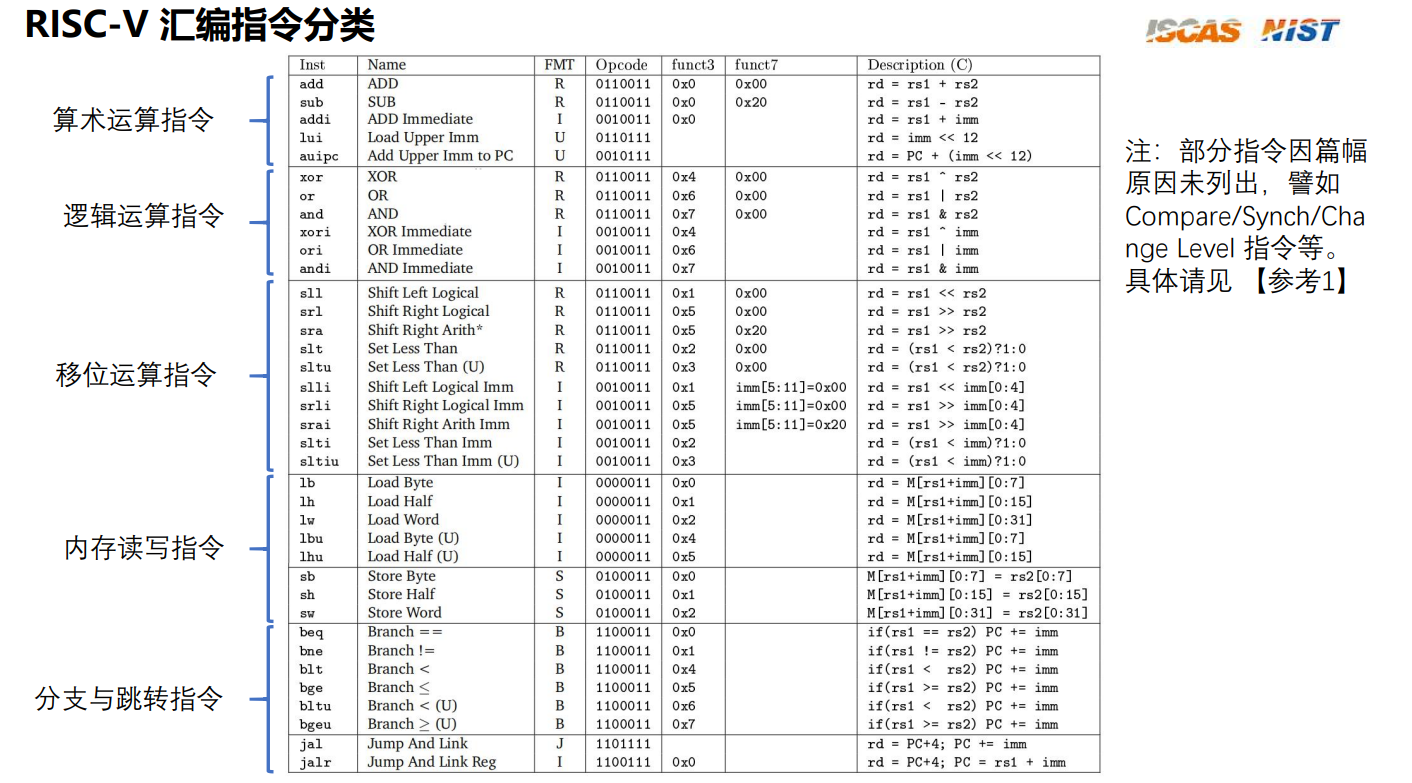 RISC-V 汇编指令分类
ISCAS NIST
Inst Name FMT Opcode funct3 funct7 Description (C)
算术运算指令
add ADD R 0110011 0x0 0x00 rd = rs1 + rs2
sub SUB R 0110011 0x0 0x20 rd = rs1 - rs2
addi ADD Immediate I 0010011 0x0 rd = rs1 + imm
lui Load Upper Imm U 0110111 rd = imm << 12
auipc Add Upper Imm to PC U 0010111 rd = PC + (imm << 12)
逻辑运算指令
xor XOR R 0110011 0x4 0x00 rd = rs1 ^ rs2
or OR R 0110011 0x6 0x00 rd = rs1 | rs2
and AND R 0110011 0x7 0x00 rd = rs1 & rs2
xori XOR Immediate I 0010011 0x4 rd = rs1 ^ imm
ori OR Immediate I 0010011 0x6 rd = rs1 | imm
andi AND Immediate I 0010011 0x7 rd = rs1 & imm
移位运算指令
sll Shift Left Logical R 0110011 0x1 0x00 rd = rs1 << rs2
srl Shift Right Logical R 0110011 0x5 0x00 rd = rs1 >> rs2
sra Shift Right Arith* R 0110011 0x5 0x20 rd = rs1 >> rs2
slt Set Less Than R 0110011 0x2 0x00 rd = (rs1 < rs2)?1:0
sltu Set Less Than (U) R 0110011 0x3 0x00 rd = (rs1 < rs2)?1:0
slli Shift Left Logical Imm I 0010011 0x1 imm[5:11]=0x00 rd = rs1 << imm[0:4]
srli Shift Right Logical Imm I 0010011 0x5 imm[5:11]=0x00 rd = rs1 >> imm[0:4]
srai Shift Right Arith Imm I 0010011 0x5 imm[5:11]=0x20 rd = rs1 >> imm[0:4]
slti Set Less Than Imm I 0010011 0x2 rd = (rs1 < imm)?1:0
sltiu Set Less Than Imm (U) I 0010011 0x3 rd = (rs1 < imm)?1:0
内存读写指令
lb Load Byte I 0000011 0x0 rd = M[rs1+imm][0:7]
lh Load Half I 0000011 0x1 rd = M[rs1+imm][0:15]
lw Load Word I 0000011 0x2 rd = M[rs1+imm][0:31]
lbu Load Byte (U) I 0000011 0x4 rd = M[rs1+imm][0:7]
lhu Load Half (U) I 0000011 0x5 rd = M[rs1+imm][0:15]
sb Store Byte S 0100011 0x0 M[rs1+imm][0:7] = rs2[0:7]
sh Store Half S 0100011 0x1 M[rs1+imm][0:15] = rs2[0:15]
sw Store Word S 0100011 0x2 M[rs1+imm][0:31] = rs2[0:31]
分支与跳转指令
beq Branch == B 1100011 0x0 if(rs1 == rs2) PC += imm
bne Branch != B 1100011 0x1 if(rs1 != rs2) PC += imm
blt Branch < B 1100011 0x4 if(rs1 < rs2) PC += imm
bge Branch ≤ B 1100011 0x5 if(rs1 >= rs2) PC += imm
bltu Branch < (U) B 1100011 0x6 if(rs1 < rs2) PC += imm
bgeu Branch ≥ (U) B 1100011 0x7 if(rs1 >= rs2) PC += imm
jal Jump And Link J 1101111 rd = PC+4; PC += imm
jalr Jump And Link Reg I 1100111 0x0 rd = PC+4; PC = rs1 + imm
注：部分指令因篇幅
原因未列出，譬如
Compare/Synch/Cha
nge Level 指令等。
具体请见 【参考1】